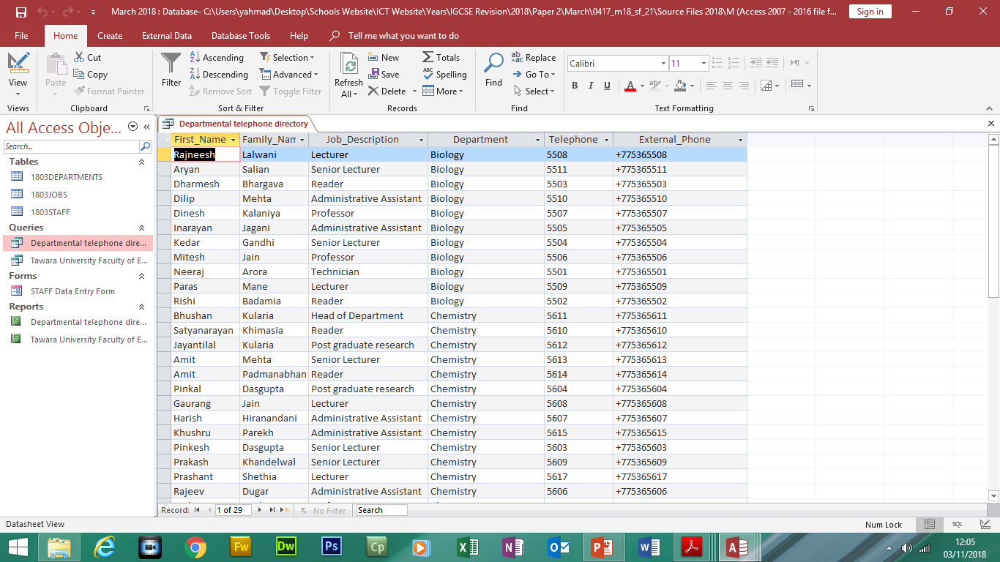 March 2018 : Database- C:\Users\yahmad\Desktop\Schools Website\ICT Website\Years\IGCSE Revision\2018\Paper 2\March\0417_m18_sf_21\Source Files 2018\M (Access 2007 - 2016 file f... Sign in
File Home Create External Data Database Tools Help Tell me what you want to do
View Paste Cut Copy Format Painter Filter Ascending Descending Remove Sort Selection Advanced Toggle Filter Refresh All New Save Delete Totals Spelling More Find Replace Go To Select Calibri 11 B I U A
Views Clipboard Sort & Filter Records Find Text Formatting
All Access Obje... «
Search...
Tables
1803DEPARTMENTS
1803JOBS
1803STAFF
Queries
Departmental telephone dire...
Tawara University Faculty of E...
Forms
STAFF Data Entry Form
Reports
Departmental telephone dire...
Tawara University Faculty of E...
Departmental telephone directory
First_Name Family_Nam Job_Description Department Telephone External_Phone
Rajneesh Lalwani Lecturer Biology 5508 +775365508
Aryan Salian Senior Lecturer Biology 5511 +775365511
Dharmesh Bhargava Reader Biology 5503 +775365503
Dilip Mehta Administrative Assistant Biology 5510 +775365510
Dinesh Kalaniya Professor Biology 5507 +775365507
Inarayan Jagani Administrative Assistant Biology 5505 +775365505
Kedar Gandhi Senior Lecturer Biology 5504 +775365504
Mitesh Jain Professor Biology 5506 +775365506
Neeraj Arora Technician Biology 5501 +775365501
Paras Mane Lecturer Biology 5509 +775365509
Rishi Badamia Reader Biology 5502 +775365502
Bhushan Kularia Head of Department Chemistry 5611 +775365611
Satyanarayan Khimasia Reader Chemistry 5610 +775365610
Jayantilal Kularia Post graduate research Chemistry 5612 +775365612
Amit Mehta Senior Lecturer Chemistry 5613 +775365613
Amit Padmanabhan Reader Chemistry 5614 +775365614
Pinkal Dasgupta Post graduate research Chemistry 5604 +775365604
Gaurang Jain Lecturer Chemistry 5608 +775365608
Harish Hiranandani Administrative Assistant Chemistry 5607 +775365607
Khushru Parekh Administrative Assistant Chemistry 5615 +775365615
Pinkesh Dasgupta Senior Lecturer Chemistry 5603 +775365603
Prakash Khandelwal Senior Lecturer Chemistry 5609 +775365609
Prashant Shethia Lecturer Chemistry 5617 +775365617
Rajeev Dugar Administrative Assistant Chemistry 5606 +775365606
Record: 1 of 29 No Filter Search
Datasheet View Num Lock SQL
Fw Dw Ps Cp 12:05
03/11/2018